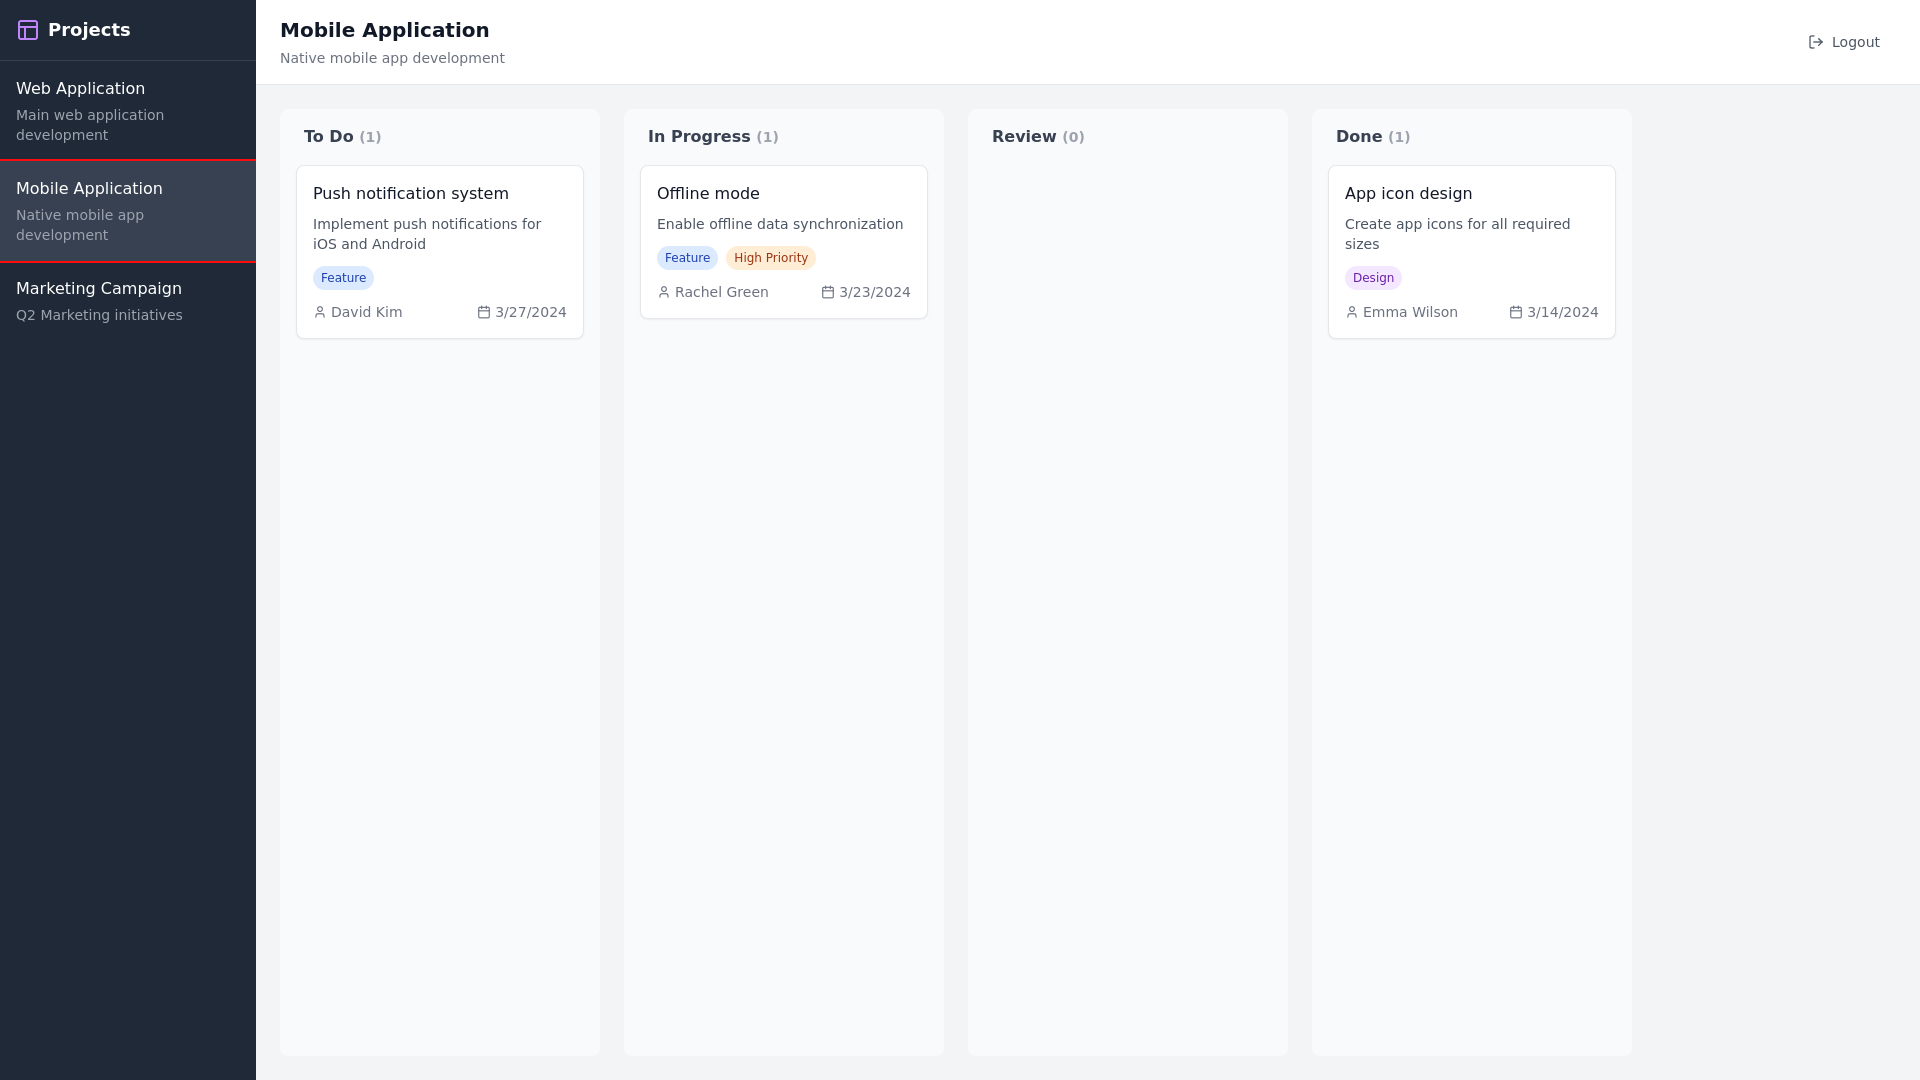 Projects
Web Application
Main web application
development
Mobile Application
Native mobile app
development
Marketing Campaign
Q2 Marketing initiatives
Mobile Application
Native mobile app development
Logout
To Do (1)
Push notification system
Implement push notifications for
iOS and Android
Feature
David Kim 3/27/2024
In Progress (1)
Offline mode
Enable offline data synchronization
Feature High Priority
Rachel Green 3/23/2024
Review (0)
Done (1)
App icon design
Create app icons for all required
sizes
Design
Emma Wilson 3/14/2024